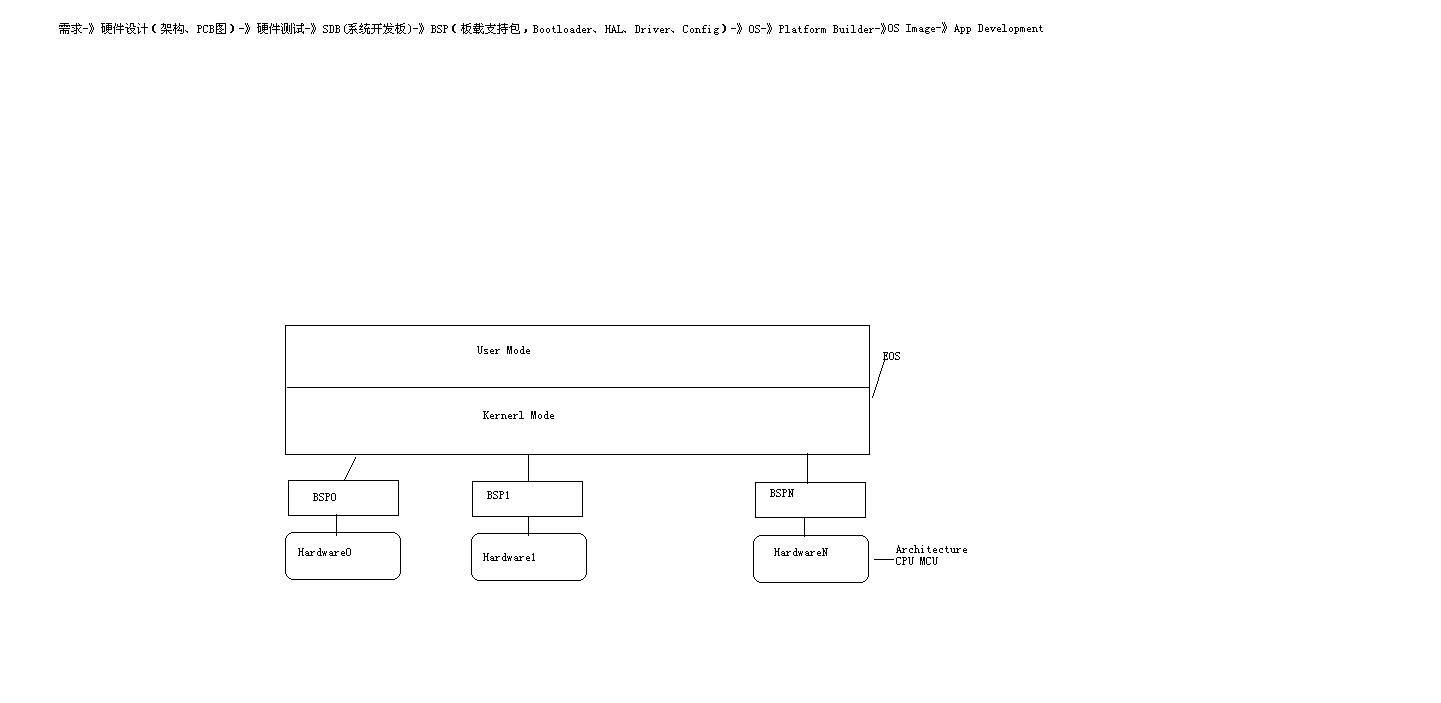 需求-》硬件设计(架构、PCB图)-》硬件测试-》SDB(系统开发板)-》BSP(板载支持包,Bootloader、HAL、Driver、Config)-》OS-》Platform Builder-》OS Image-》App Development
User Mode
EOS
Kernerl Mode
BSP0
BSP1
BSPN
Hardware0
Hardware1
HardwareN
Architecture
CPU MCU